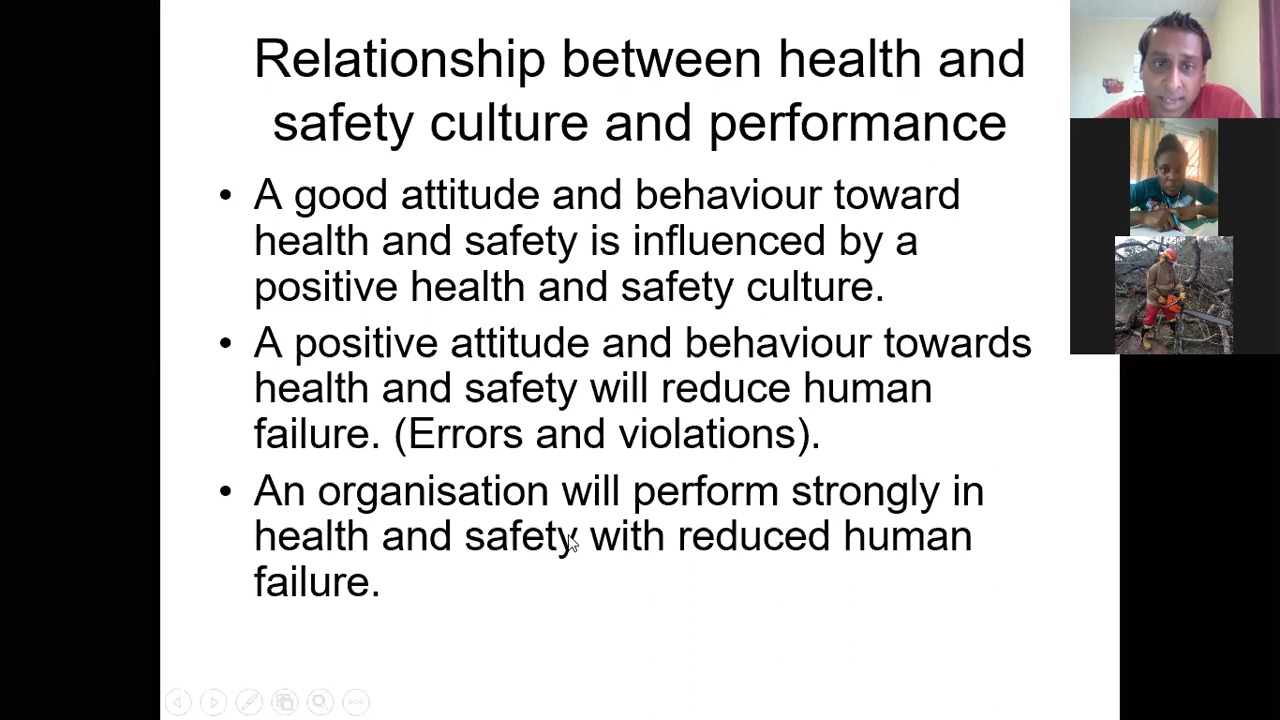 Relationship between health and
safety culture and performance
• A good attitude and behaviour toward
health and safety is influenced by a
positive health and safety culture.
• A positive attitude and behaviour towards
health and safety will reduce human
failure. (Errors and violations).
• An organisation will perform strongly in
health and safety with reduced human
failure.